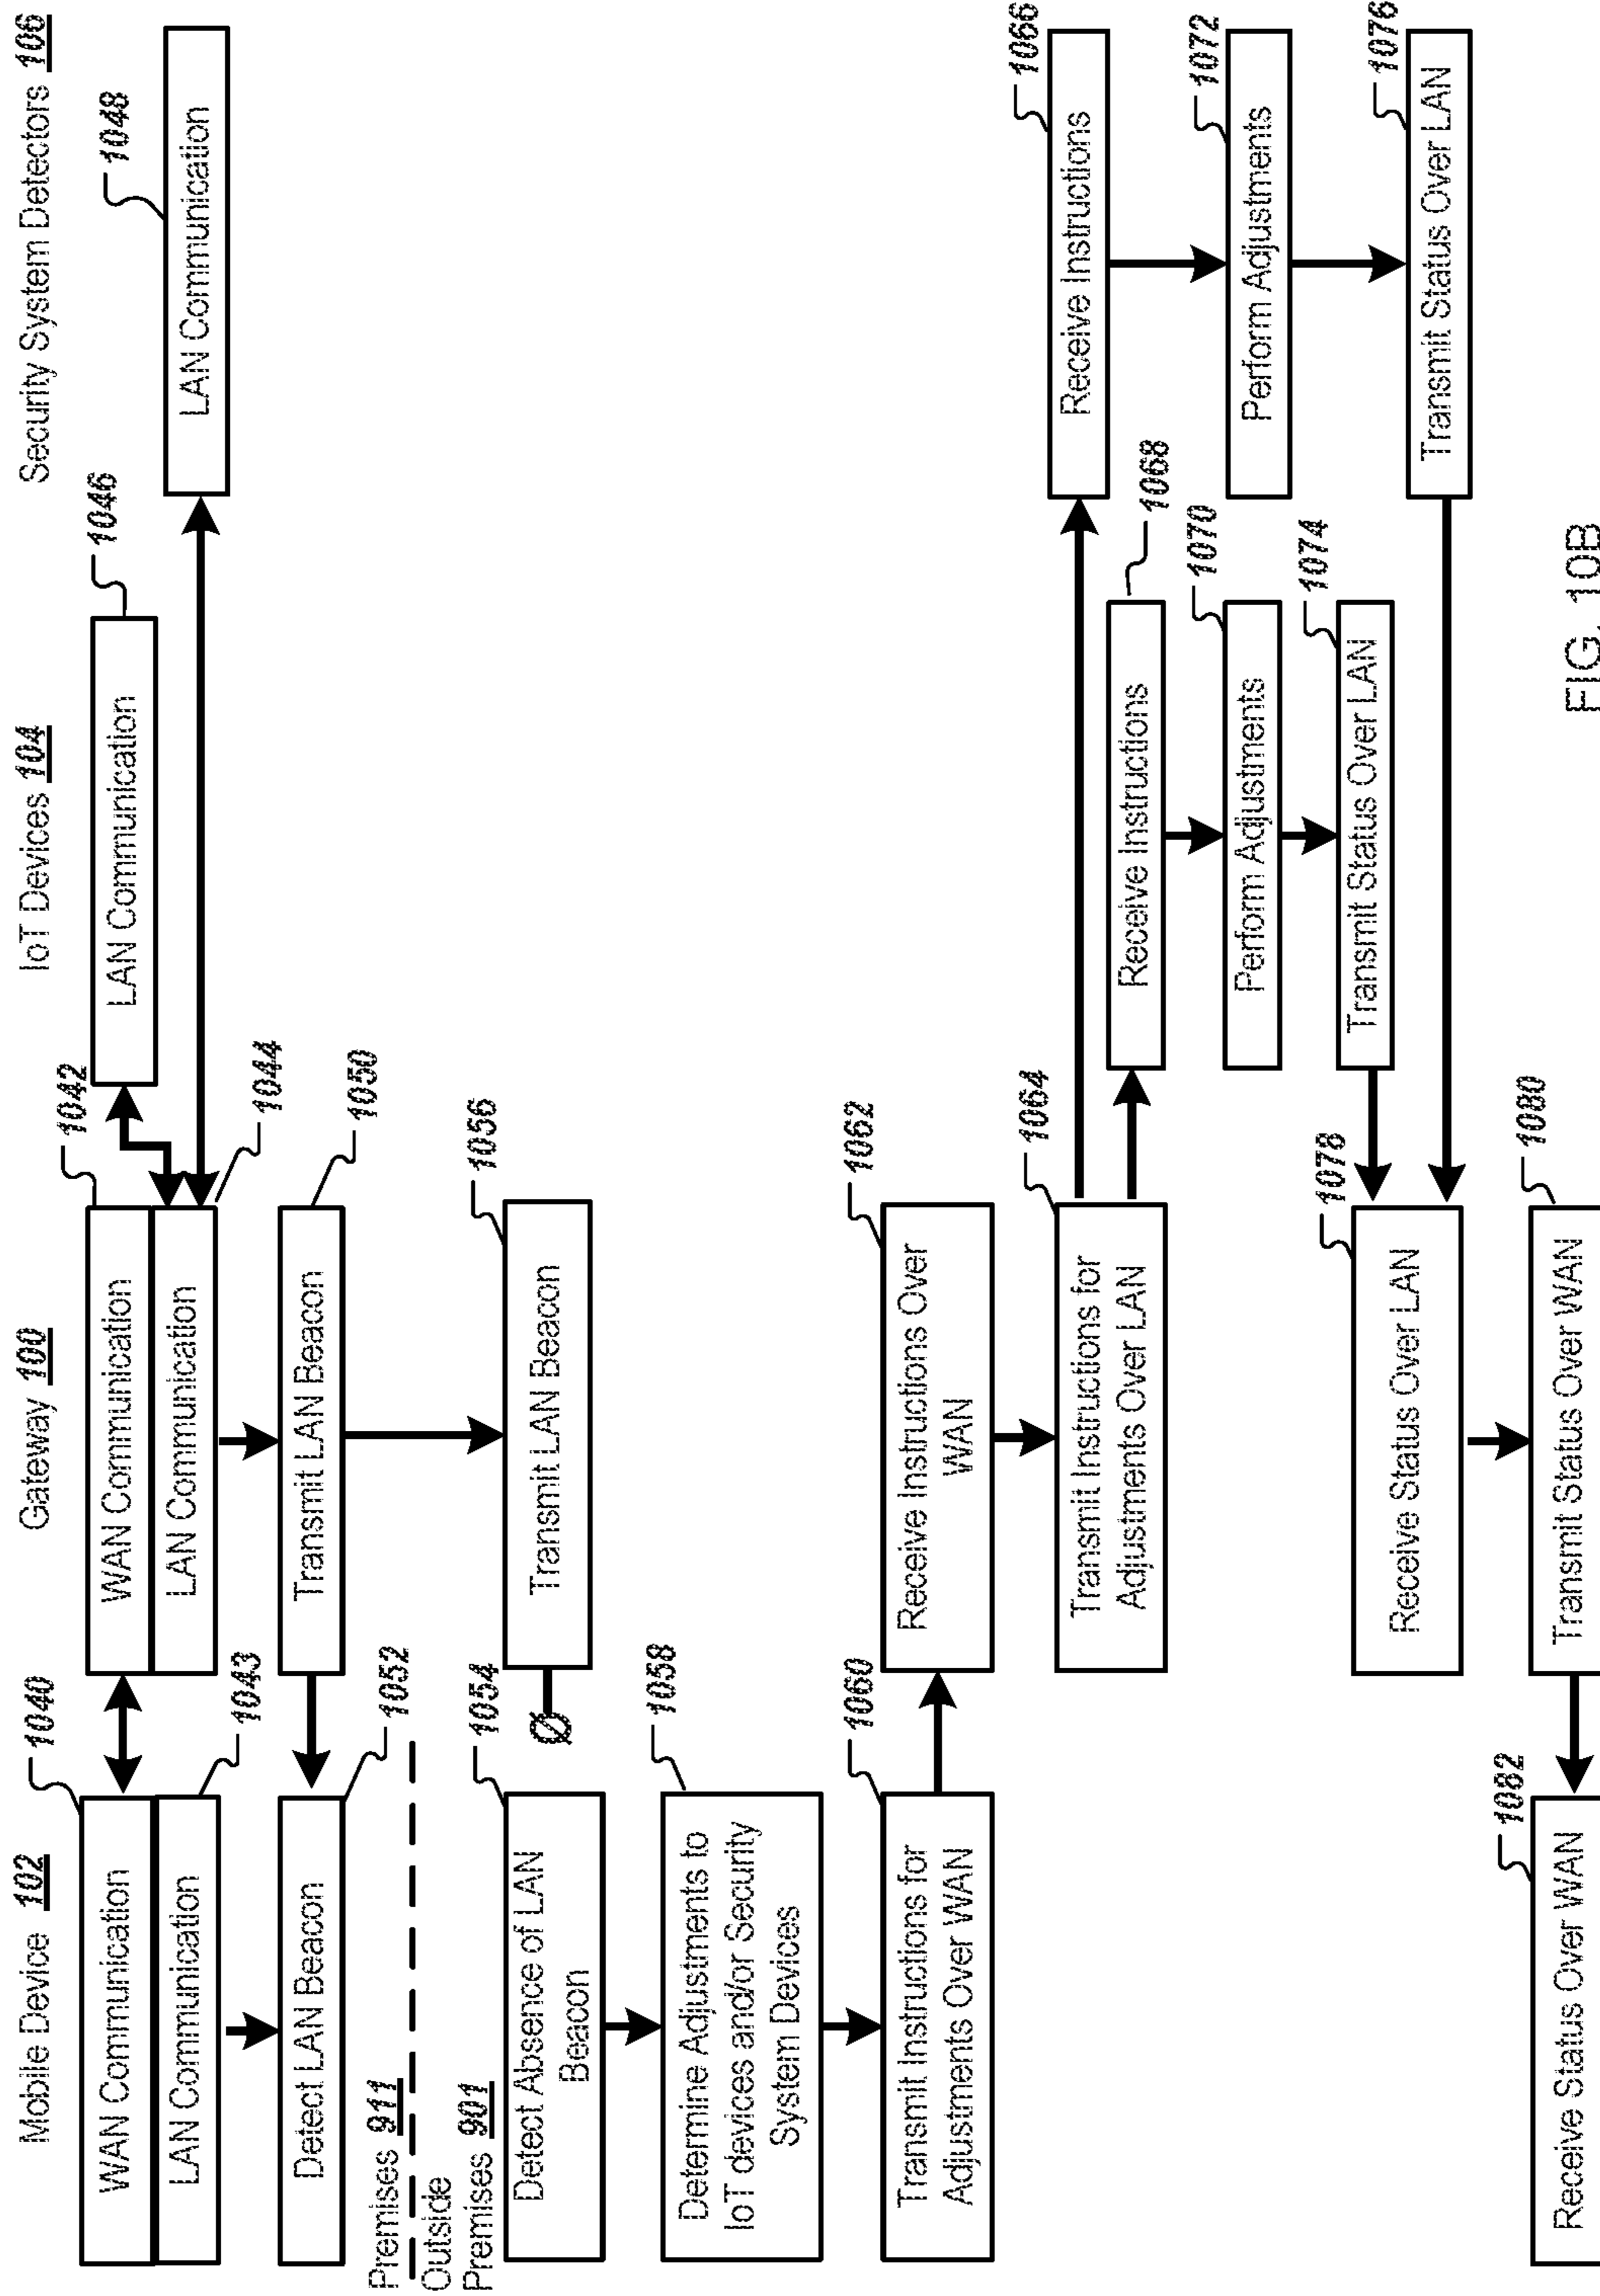 Mobile Device 102
Gateway 100
IoT Devices 104
Security System Detectors 106
1040
WAN Communication
LAN Communication
1043
1042
WAN Communication
LAN Communication
1044
LAN Communication
1046
LAN Communication
1048
Detect LAN Beacon
1052
Transmit LAN Beacon
1050
Premises 911
Outside
Premises 901
Detect Absence of LAN
Beacon
1054
Transmit LAN Beacon
1056
Ø
Determine Adjustments to
IoT devices and/or Security
System Devices
1058
Transmit Instructions for
Adjustments Over WAN
1060
Receive Instructions Over
WAN
1062
Transmit Instructions for
Adjustments Over LAN
1064
Receive Instructions
1066
Receive Instructions
1068
Perform Adjustments
1070
Perform Adjustments
1072
Transmit Status Over LAN
1074
Transmit Status Over LAN
1076
Receive Status Over LAN
1078
Transmit Status Over WAN
1080
Receive Status Over WAN
1082
FIG. 10B